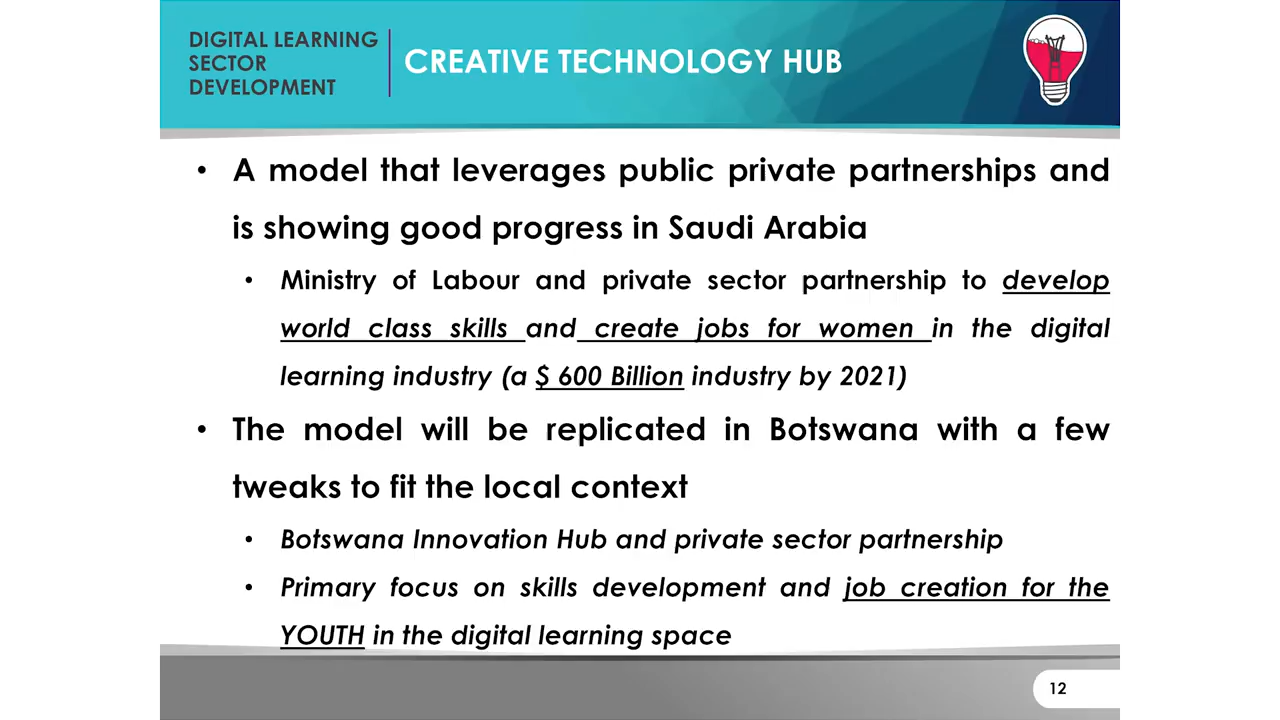 DIGITAL LEARNING
SECTOR
DEVELOPMENT
CREATIVE TECHNOLOGY HUB
• A model that leverages public private partnerships and
is showing good progress in Saudi Arabia
• Ministry of Labour and private sector partnership to develop
world class skills and create jobs for women in the digital
learning industry (a $ 600 Billion industry by 2021)
• The model will be replicated in Botswana with a few
tweaks to fit the local context
• Botswana Innovation Hub and private sector partnership
• Primary focus on skills development and job creation for the
YOUTH in the digital learning space
12